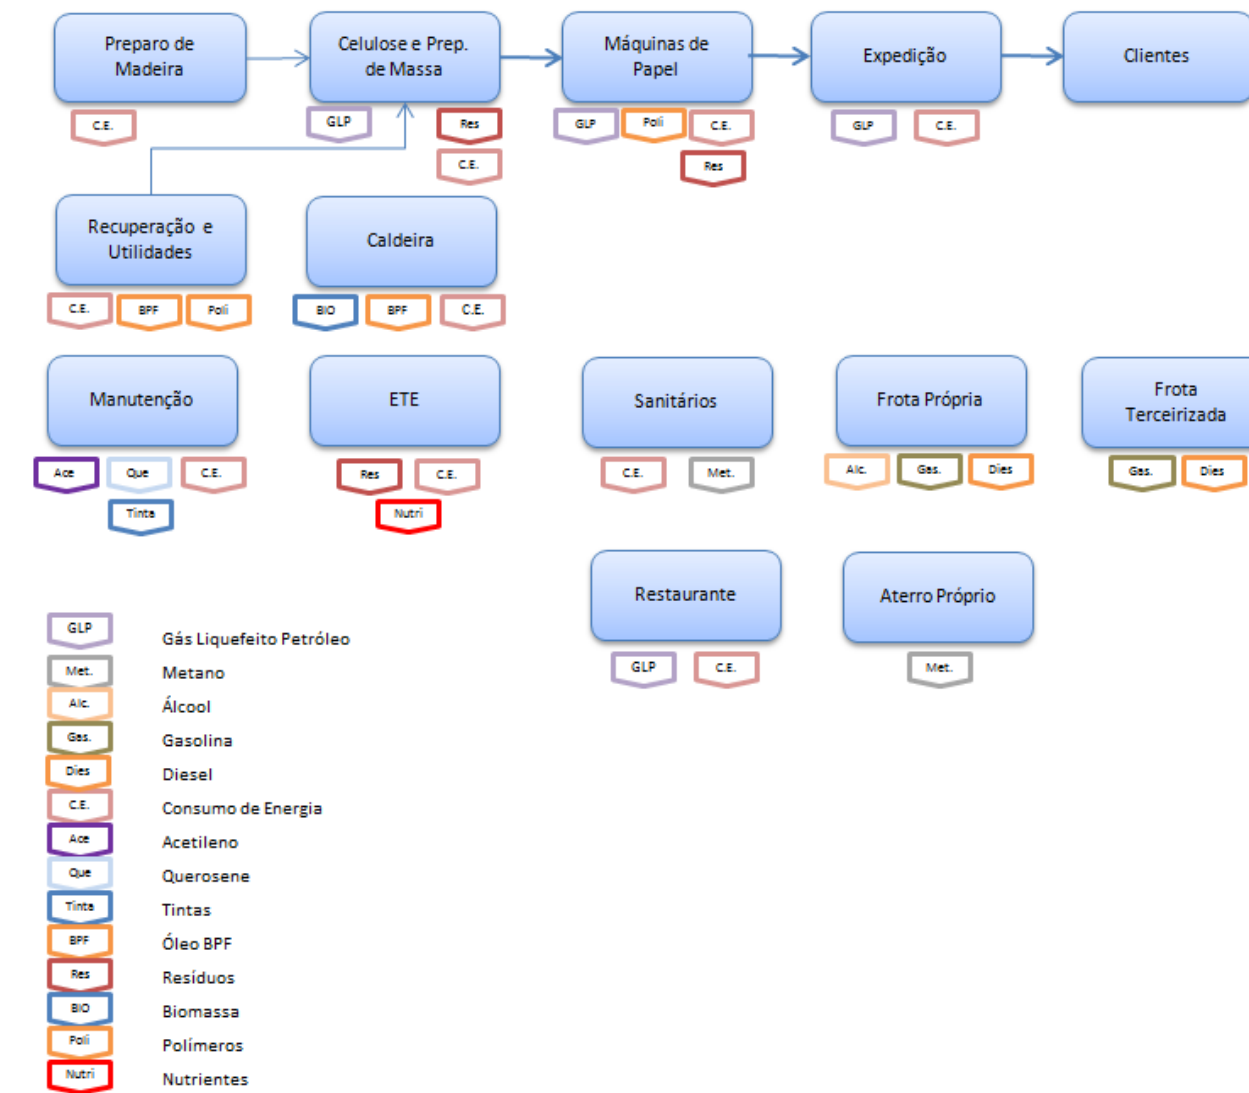 Preparo de
Madeira
Celulose e Prep.
de Massa
Máquinas de
Papel
Expedição
Clientes
C.E.
GLP
Res
C.E.
GLP
Poli
C.E.
Res
GLP
C.E.
Recuperação e
Utilidades
Caldeira
C.E.
BPF
Poli
BIO
BPF
C.E.
Manutenção
ETE
Sanitários
Frota Própria
Frota
Terceirizada
Ace
Que
C.E.
Tinta
Res
C.E.
Nutri
C.E.
Met.
Alc.
Gas.
Dies
Gas.
Dies
Restaurante
Aterro Próprio
GLP
C.E.
Met.
GLP Gás Liquefeito Petróleo
Met. Metano
Alc. Álcool
Gas. Gasolina
Dies Diesel
C.E. Consumo de Energia
Ace Acetileno
Que Querosene
Tinta Tintas
BPF Óleo BPF
Res Resíduos
BIO Biomassa
Poli Polímeros
Nutri Nutrientes